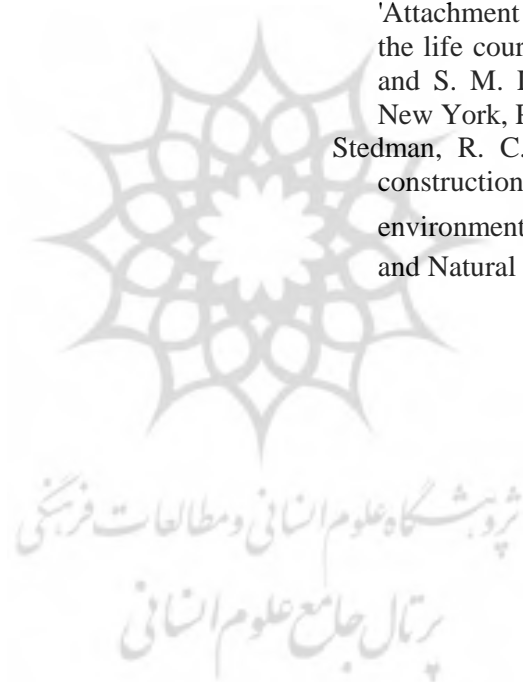 'Attachment
the life cour
and S. M. I
New York, P
Stedman, R. C.
construction
environment
and Natural
پژوهشگاه علوم انسانی و مطالعات فرهنگی
پرتال جامع علوم انسانی